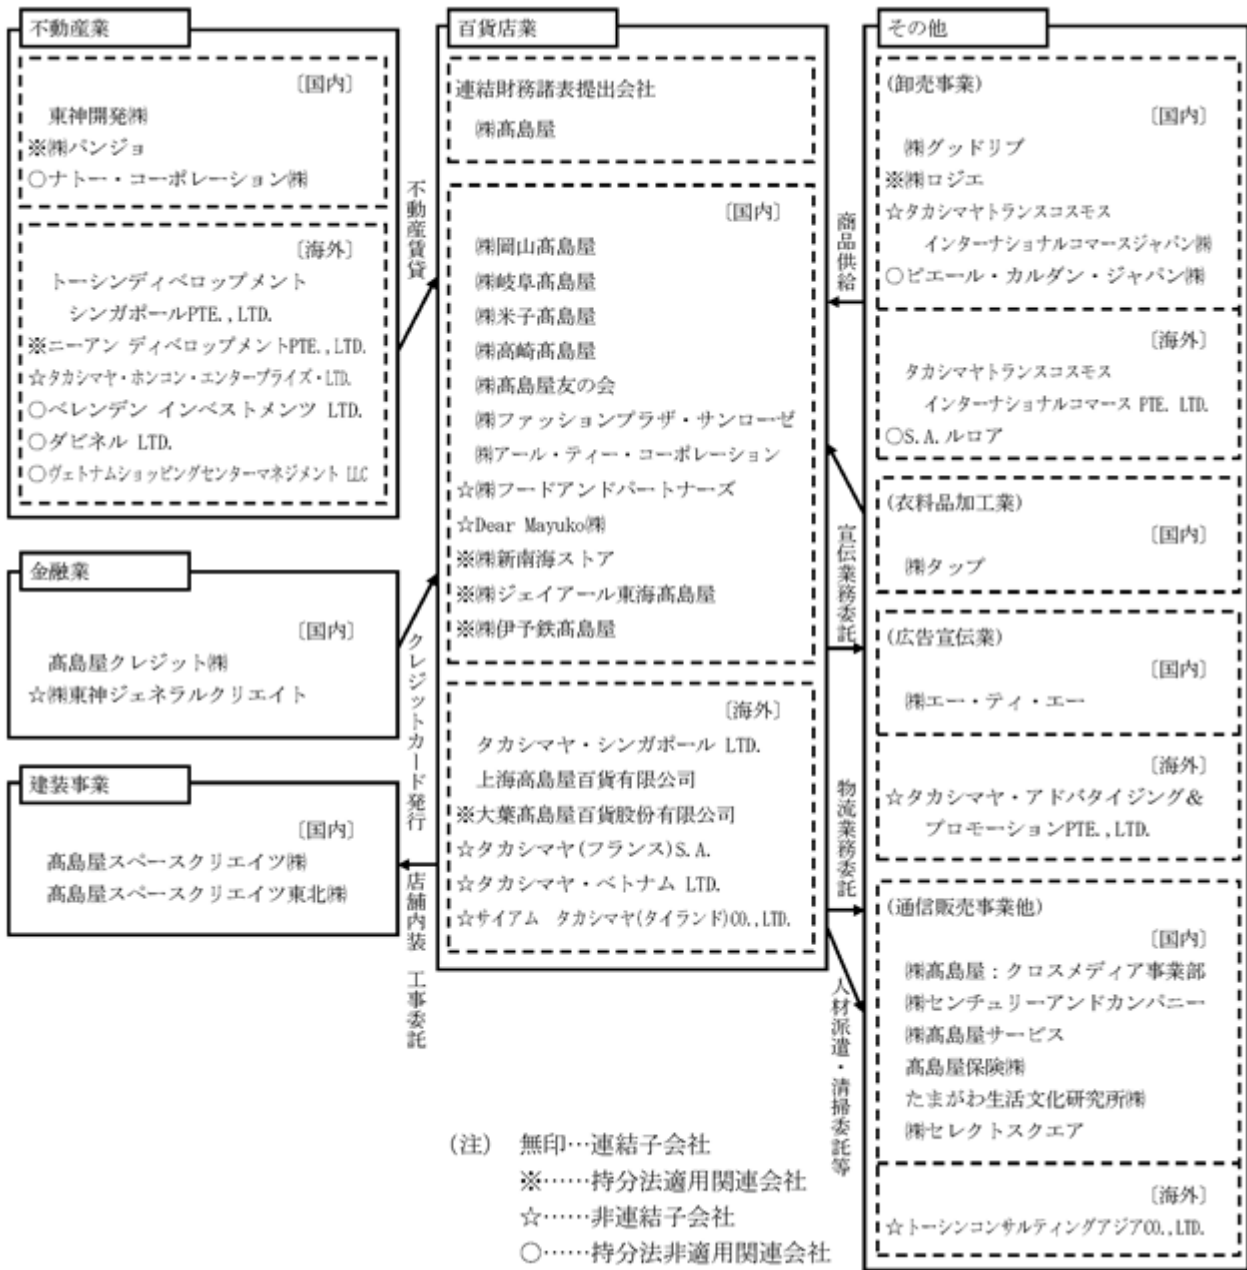 不動産業
〔国内〕
東神開発㈱
※㈱パンジョ
○ナトー・コーポレーション㈱
〔海外〕
トーシンディベロップメント
シンガポールPTE.,LTD.
※ニーアン ディベロップメントPTE.,LTD.
☆タカシマヤ・ホンコン・エンタープライズ・LTD.
○ベレンデン インベストメンツ LTD.
○ダビネル LTD.
○ヴェトナムショッピングセンターマネジメント LLC
金融業
〔国内〕
髙島屋クレジット㈱
☆㈱東神ジェネラルクリエイト
建装事業
〔国内〕
髙島屋スペースクリエイツ㈱
髙島屋スペースクリエイツ東北㈱
不動産賃貸
クレジットカード発行
店舗内装 工事委託
百貨店業
連結財務諸表提出会社
㈱髙島屋
〔国内〕
㈱岡山髙島屋
㈱岐阜髙島屋
㈱米子髙島屋
㈱高崎髙島屋
㈱髙島屋友の会
㈱ファッションプラザ・サンローゼ
㈱アール・ティー・コーポレーション
☆㈱フードアンドパートナーズ
☆Dear Mayuko㈱
※㈱新南海ストア
※㈱ジェイアール東海髙島屋
※㈱伊予鉄髙島屋
〔海外〕
タカシマヤ・シンガポール LTD.
上海高島屋百貨有限公司
※大葉髙島屋百貨股份有限公司
☆タカシマヤ(フランス)S.A.
☆タカシマヤ・ベトナム LTD.
☆サイアム タカシマヤ(タイランド)CO.,LTD.
商品供給
宣伝業務委託
物流業務委託
人材派遣・清掃委託等
その他
(卸売事業)
〔国内〕
㈱グッドリブ
※㈱ロジエ
☆タカシマヤトランスコスモス
インターナショナルコマースジャパン㈱
○ピエール・カルダン・ジャパン㈱
〔海外〕
タカシマヤトランスコスモス
インターナショナルコマース PTE. LTD.
○S.A.ルロア
(衣料品加工業)
〔国内〕
㈱タップ
(広告宣伝業)
〔国内〕
㈱エー・ティ・エー
〔海外〕
☆タカシマヤ・アドバタイジング&
プロモーションPTE.,LTD.
(通信販売事業他)
〔国内〕
㈱髙島屋：クロスメディア事業部
㈱センチュリーアンドカンパニー
㈱髙島屋サービス
髙島屋保険㈱
たまがわ生活文化研究所㈱
㈱セレクトスクエア
〔海外〕
☆トーシンコンサルティングアジアCO.,LTD.
(注) 無印…連結子会社
※……持分法適用関連会社
☆……非連結子会社
○……持分法非適用関連会社